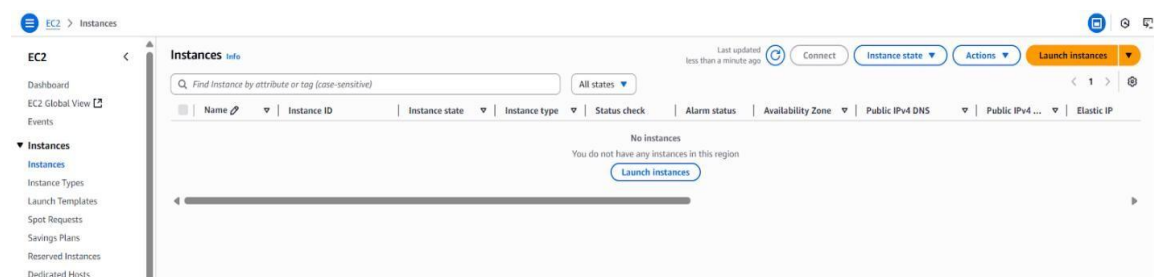 EC2 > Instances
EC2
Dashboard
EC2 Global View
Events
Instances
Instances
Instance Types
Launch Templates
Spot Requests
Savings Plans
Reserved Instances
Dedicated Hosts
Instances Info
Last updated
less than a minute ago
Connect
Instance state
Actions
Launch instances
Find Instance by attribute or tag (case-sensitive)
All states
1
Name
Instance ID
Instance state
Instance type
Status check
Alarm status
Availability Zone
Public IPv4 DNS
Public IPv4 ...
Elastic IP
No instances
You do not have any instances in this region
Launch instances